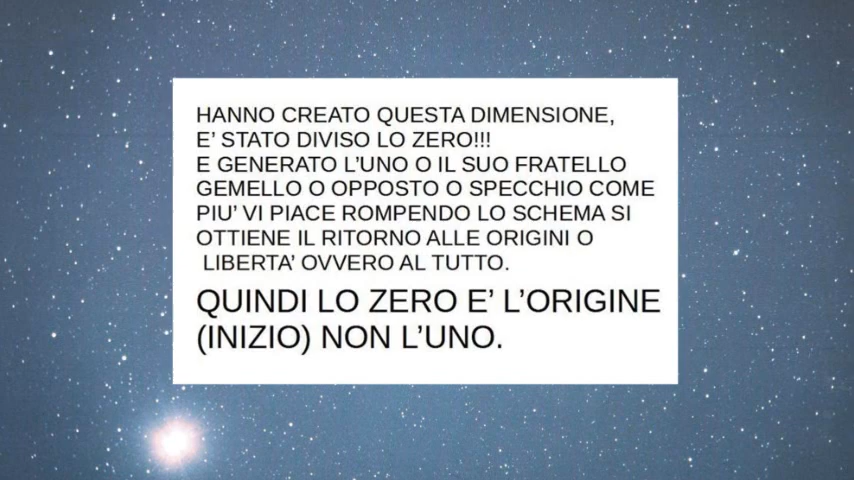 HANNO CREATO QUESTA DIMENSIONE,
E' STATO DIVISO LO ZERO!!!
E GENERATO L'UNO O IL SUO FRATELLO
GEMELLO O OPPOSTO O SPECCHIO COME
PIU' VI PIACE ROMPENDO LO SCHEMA SI
OTTIENE IL RITORNO ALLE ORIGINI O
LIBERTA' OVVERO AL TUTTO.
QUINDI LO ZERO E' L'ORIGINE
(INIZIO) NON L'UNO.